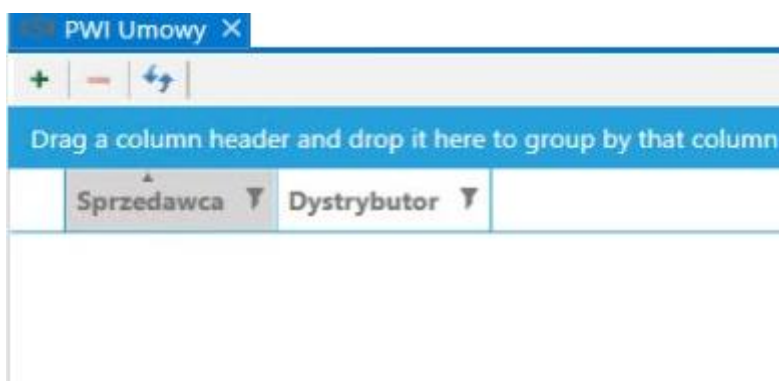 PWI Umowy
Drag a column header and drop it here to group by that column
Sprzedawca Dystrybutor